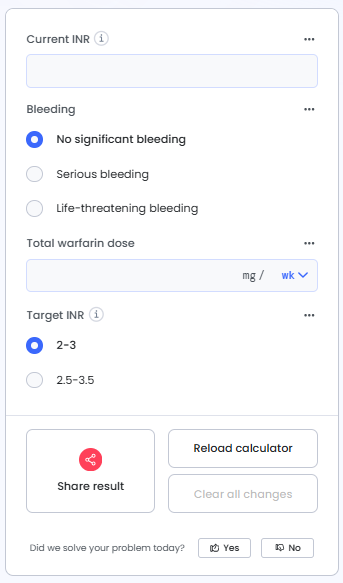 Current INR i ...
Bleeding ...
No significant bleeding
Serious bleeding
Life-threatening bleeding
Total warfarin dose ...
mg / wk
Target INR i ...
2-3
2.5-3.5
Share result
Reload calculator
Clear all changes
Did we solve your problem today? Yes No